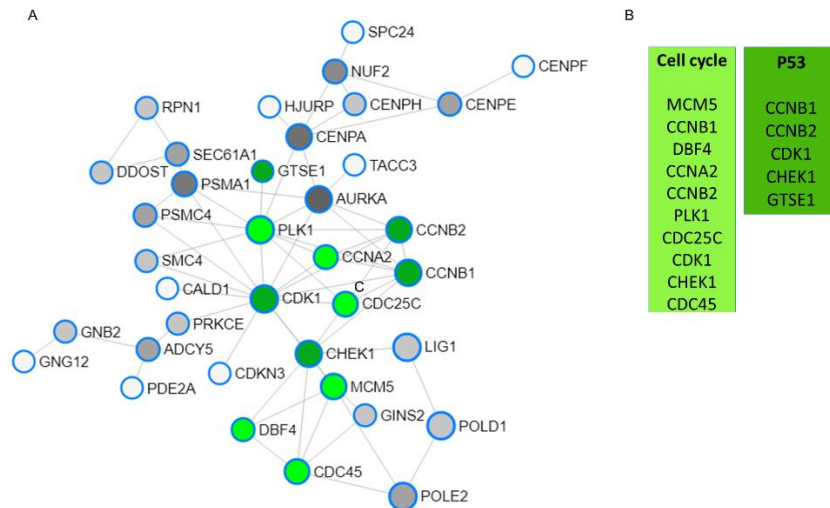 A
B
SPC24
NUF2
CENPF
Cell cycle
P53
RPN1
HJURP
CENPH
CENPE
MCM5
CCNB1
CENPA
CCNB1
CCNB2
SEC61A1
DBF4
CDK1
DDOST
GTSE1
TACC3
CCNA2
CHEK1
PSMA1
AURKA
CCNB2
GTSE1
PSMC4
PLK1
PLK1
CCNB2
CDC25C
CCNA2
SMC4
CCNB1
CDK1
CALD1
C
CHEK1
CDK1
CDC25C
CDC45
PRKCE
GNB2
ADCY5
CHEK1
LIG1
GNG12
CDKN3
PDE2A
MCM5
GINS2
POLD1
DBF4
CDC45
POLE2